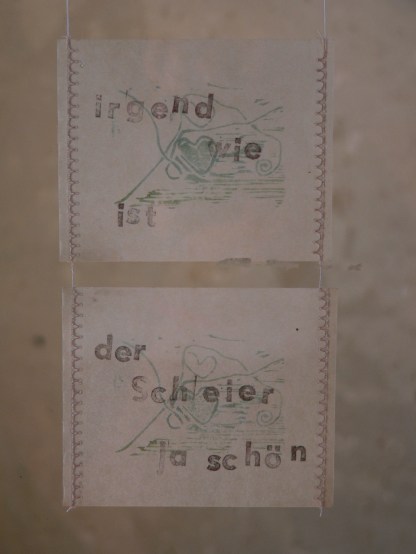 irgend
wie
ist
der
Schleier
ja schön